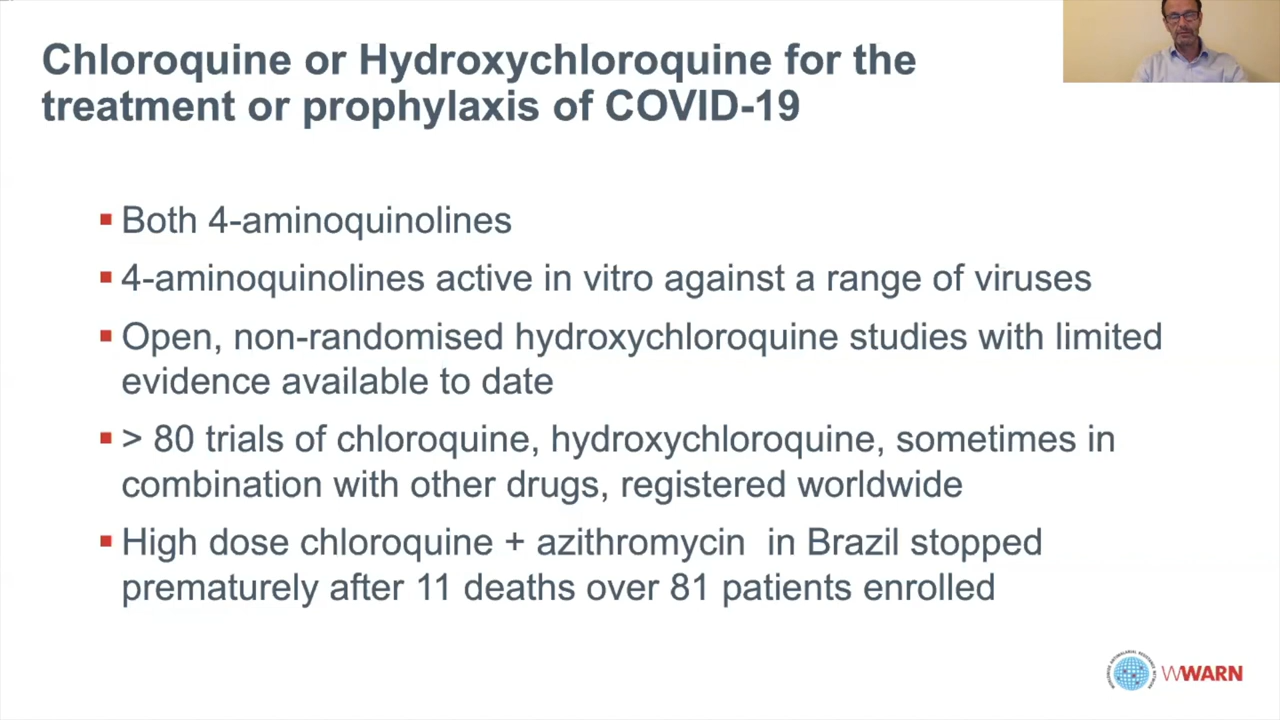 Chloroquine or Hydroxychloroquine for the
treatment or prophylaxis of COVID-19
Both 4-aminoquinolines
4-aminoquinolines active in vitro against a range of viruses
Open, non-randomised hydroxychloroquine studies with limited
evidence available to date
> 80 trials of chloroquine, hydroxychloroquine, sometimes in
combination with other drugs, registered worldwide
High dose chloroquine + azithromycin in Brazil stopped
prematurely after 11 deaths over 81 patients enrolled
WWARN